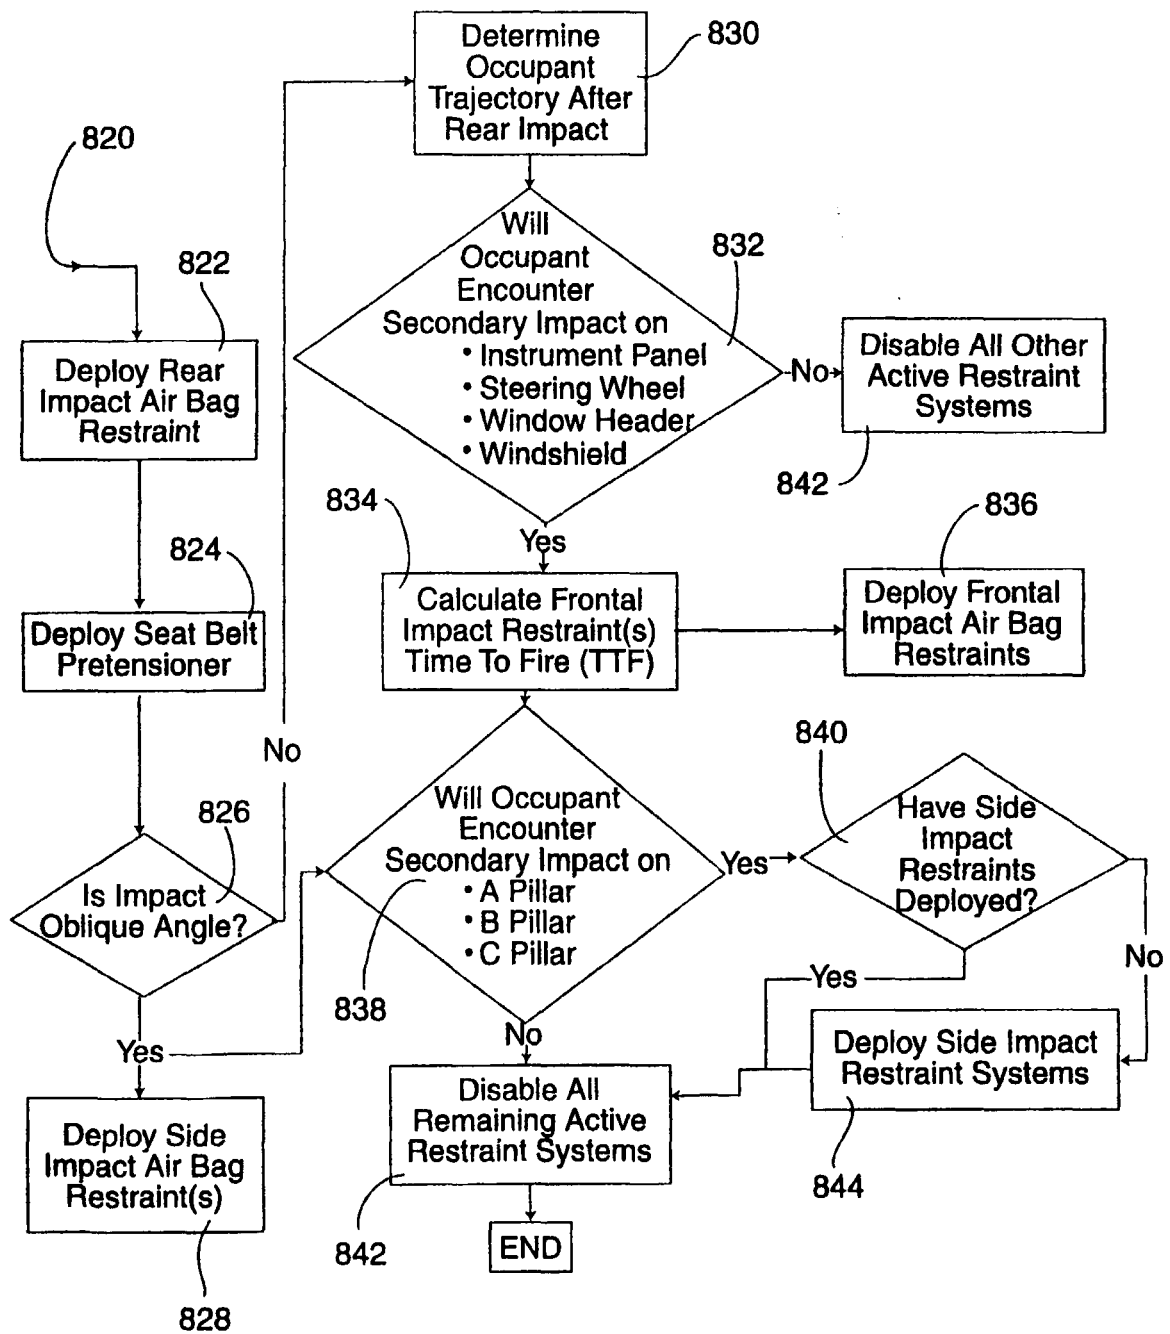 820
822
Deploy Rear
Impact Air Bag
Restraint
824
Deploy Seat Belt
Pretensioner
826
Is Impact
Oblique Angle?
No
Yes
Deploy Side
Impact Air Bag
Restraint(s)
828
830
Determine
Occupant
Trajectory After
Rear Impact
832
Will
Occupant
Encounter
Secondary Impact on
• Instrument Panel
• Steering Wheel
• Window Header
• Windshield
No
Disable All Other
Active Restraint
Systems
842
Yes
834
Calculate Frontal
Impact Restraint(s)
Time To Fire (TTF)
836
Deploy Frontal
Impact Air Bag
Restraints
Will Occupant
Encounter
Secondary Impact on
• A Pillar
• B Pillar
• C Pillar
838
Yes
840
Have Side
Impact
Restraints
Deployed?
Yes
No
Deploy Side Impact
Restraint Systems
844
No
Disable All
Remaining Active
Restraint Systems
842
END